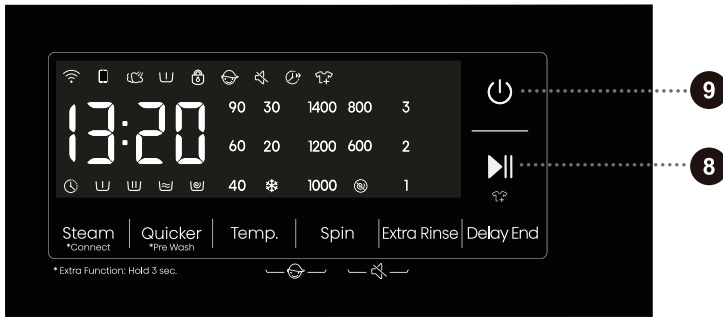 9
13:20
90 30 1400 800 3
60 20 1200 600 2
8
40 1000 1
Steam Quicker Temp. Spin Extra Rinse Delay End
*Connect *Pre Wash
* Extra Function: Hold 3 sec.